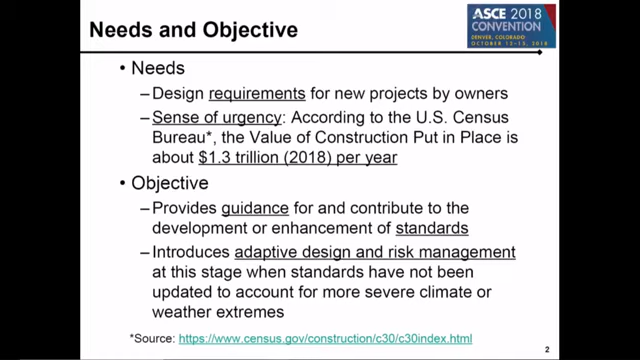 Needs and Objective
ASCE 2018
CONVENTION
DENVER, COLORADO
OCTOBER 12–15, 2018
• Needs
–Design requirements for new projects by owners
–Sense of urgency: According to the U.S. Census
Bureau*, the Value of Construction Put in Place is
about $1.3 trillion (2018) per year
• Objective
–Provides guidance for and contribute to the
development or enhancement of standards
–Introduces adaptive design and risk management
at this stage when standards have not been
updated to account for more severe climate or
weather extremes
*Source: https://www.census.gov/construction/c30/c30index.html
2